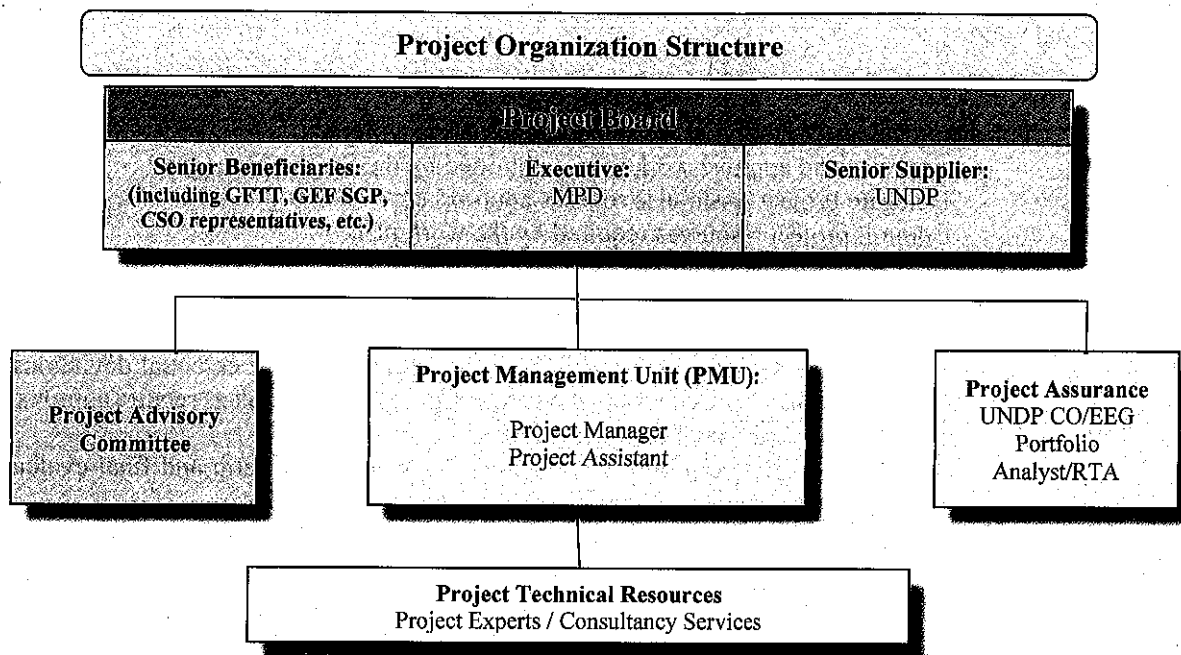 Project Organization Structure
Project Board
Senior Beneficiaries:
(including GFTT, GEF SGP,
CSO representatives, etc.)
Executive:
MPD
Senior Supplier:
UNDP
Project Advisory
Committee
Project Management Unit (PMU):
Project Manager
Project Assistant
Project Assurance
UNDP CO/EEG
Portfolio
Analyst/RTA
Project Technical Resources
Project Experts / Consultancy Services